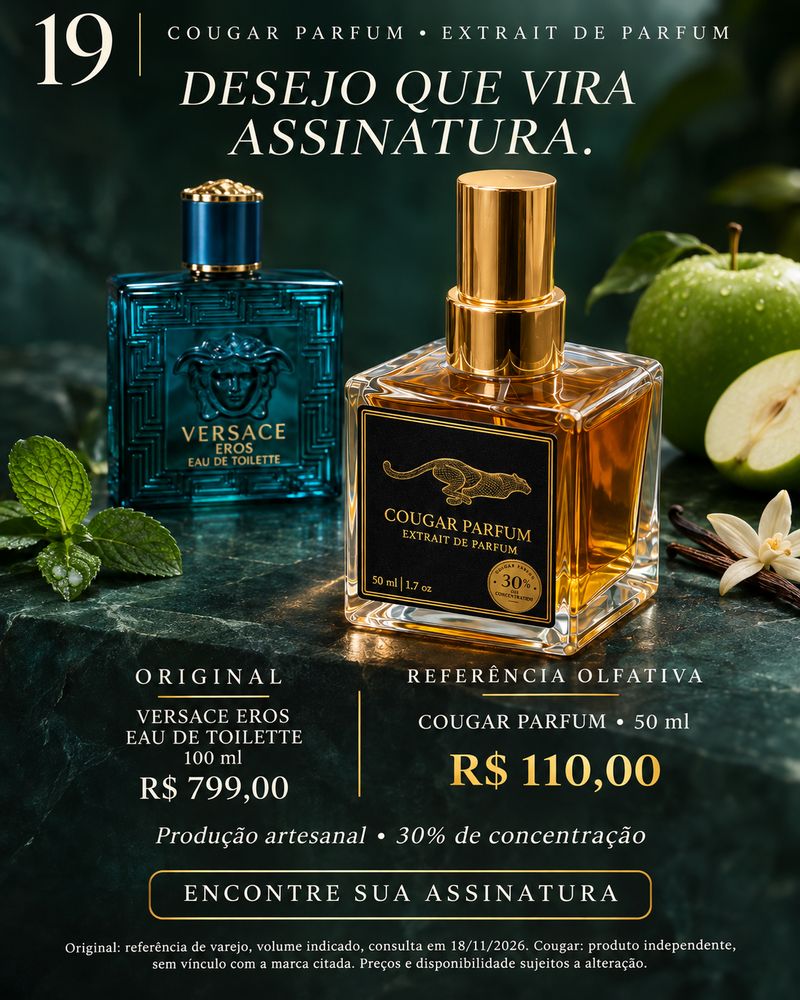 19
COUGAR PARFUM • EXTRAIT DE PARFUM
DESEJO QUE VIRA
ASSINATURA.
VERSACE
EROS
EAU DE TOILETTE
COUGAR PARFUM
EXTRAIT DE PARFUM
50 ml | 1.7 oz
30%
CONCENTRATION
ORIGINAL
VERSACE EROS
EAU DE TOILETTE
100 ml
R$ 799,00
REFERÊNCIA OLFATIVA
COUGAR PARFUM • 50 ml
R$ 110,00
Produção artesanal • 30% de concentração
ENCONTRE SUA ASSINATURA
Original: referência de varejo, volume indicado, consulta em 18/11/2026. Cougar: produto independente,
sem vínculo com a marca citada. Preços e disponibilidade sujeitos a alteração.